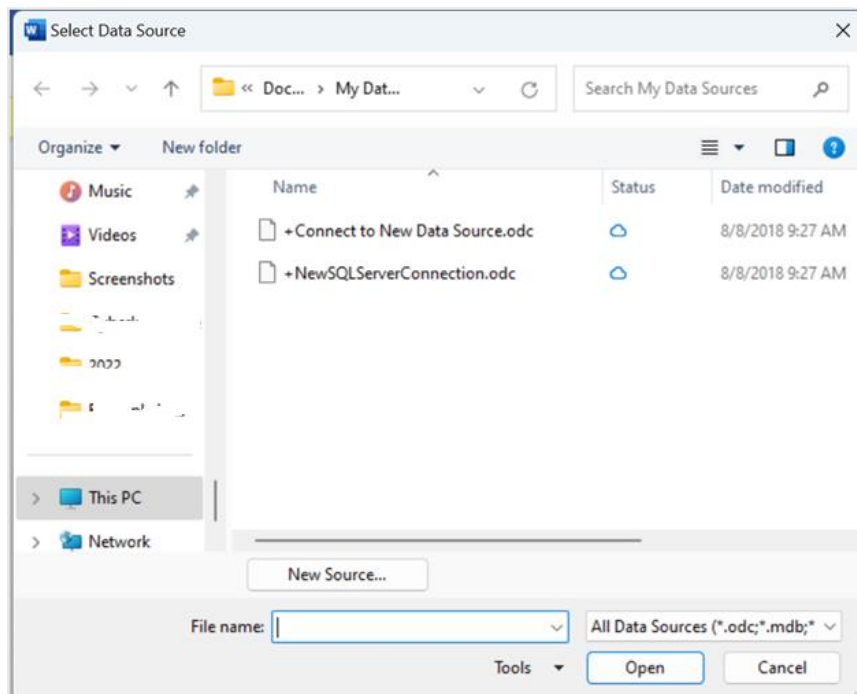 Select Data Source
« Doc... > My Dat...
Search My Data Sources
Organize
New folder
Name
Status
Date modified
Music
Videos
Screenshots
2022
This PC
Network
+Connect to New Data Source.odc
8/8/2018 9:27 AM
+NewSQLServerConnection.odc
8/8/2018 9:27 AM
New Source...
File name:
All Data Sources (*.odc;*.mdb;*
Tools
Open
Cancel